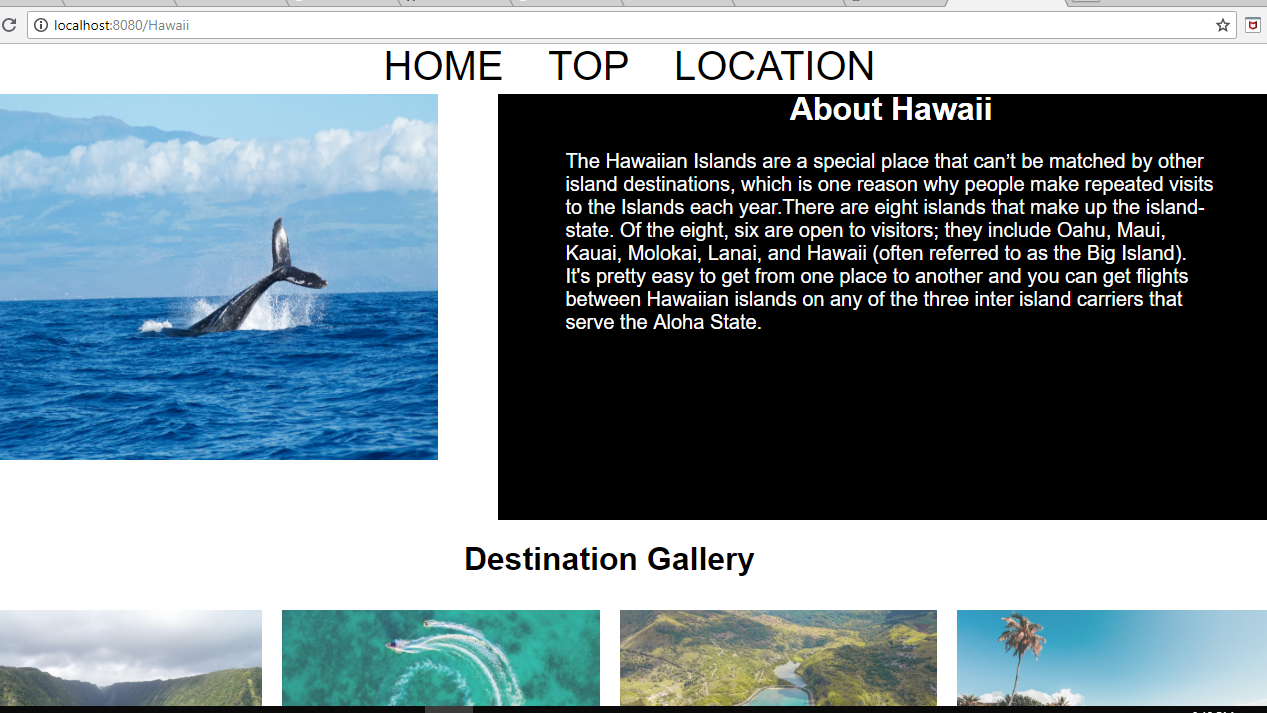 localhost:8080/Hawaii
HOME TOP LOCATION
About Hawaii
The Hawaiian Islands are a special place that can’t be matched by other
island destinations, which is one reason why people make repeated visits
to the Islands each year.There are eight islands that make up the island-
state. Of the eight, six are open to visitors; they include Oahu, Maui,
Kauai, Molokai, Lanai, and Hawaii (often referred to as the Big Island).
It's pretty easy to get from one place to another and you can get flights
between Hawaiian islands on any of the three inter island carriers that
serve the Aloha State.
Destination Gallery